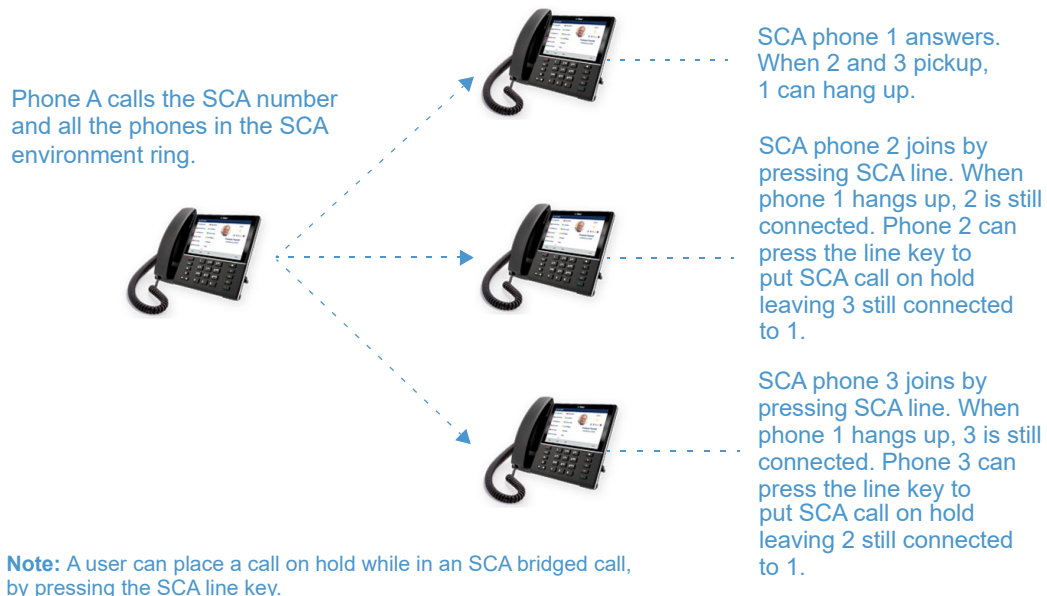 Phone A calls the SCA number
and all the phones in the SCA
environment ring.
SCA phone 1 answers.
When 2 and 3 pickup,
1 can hang up.
SCA phone 2 joins by
pressing SCA line. When
phone 1 hangs up, 2 is still
connected. Phone 2 can
press the line key to
put SCA call on hold
leaving 3 still connected
to 1.
SCA phone 3 joins by
pressing SCA line. When
phone 1 hangs up, 3 is still
connected. Phone 3 can
press the line key to
put SCA call on hold
leaving 2 still connected
to 1.
Note: A user can place a call on hold while in an SCA bridged call,
by pressing the SCA line key.